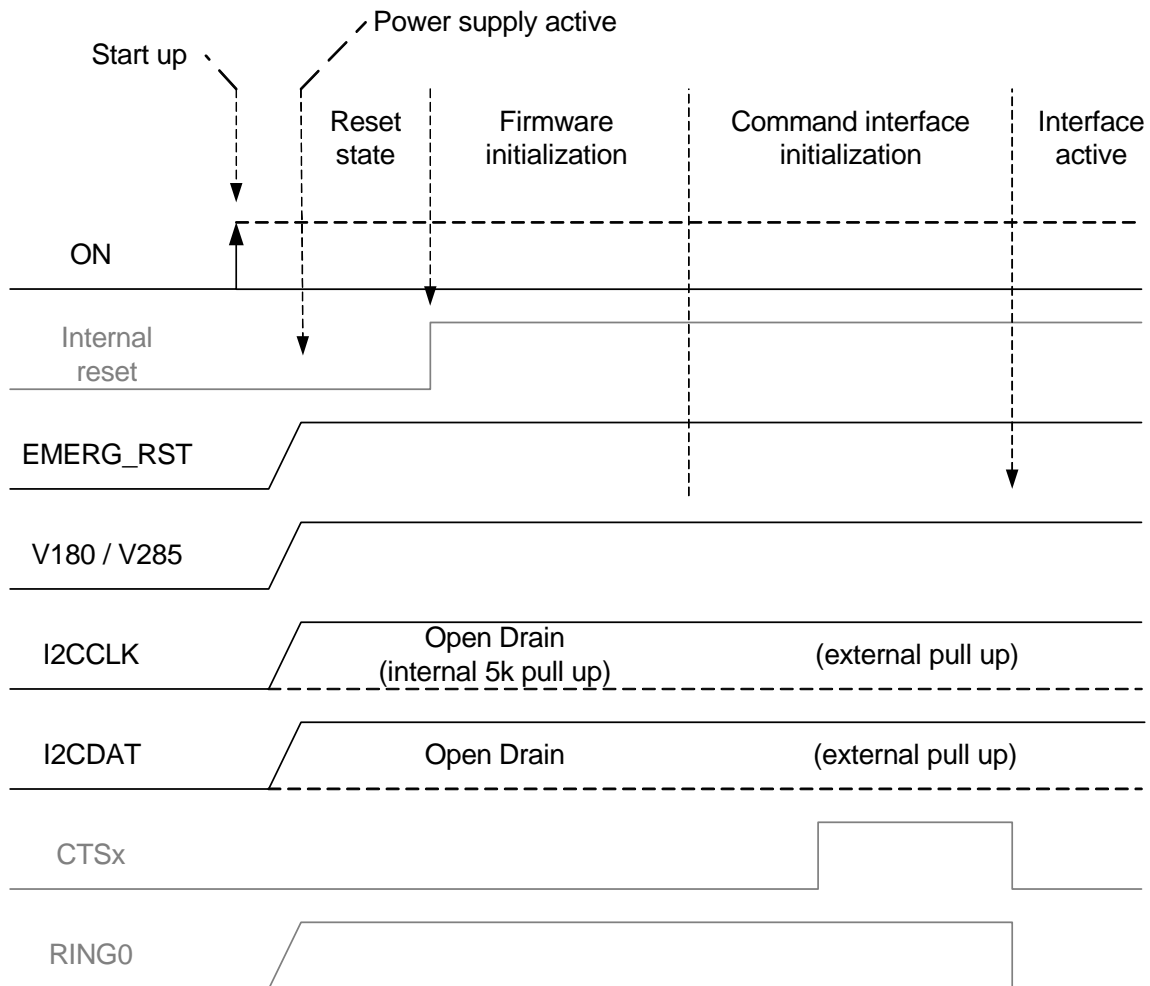 Power supply active
Start up
Reset
state
Firmware
initialization
Command interface
initialization
Interface
active
ON
Internal
reset
EMERG_RST
V180 / V285
I2CCLK
Open Drain
(internal 5k pull up)
(external pull up)
I2CDAT
Open Drain
(external pull up)
CTSx
RING0